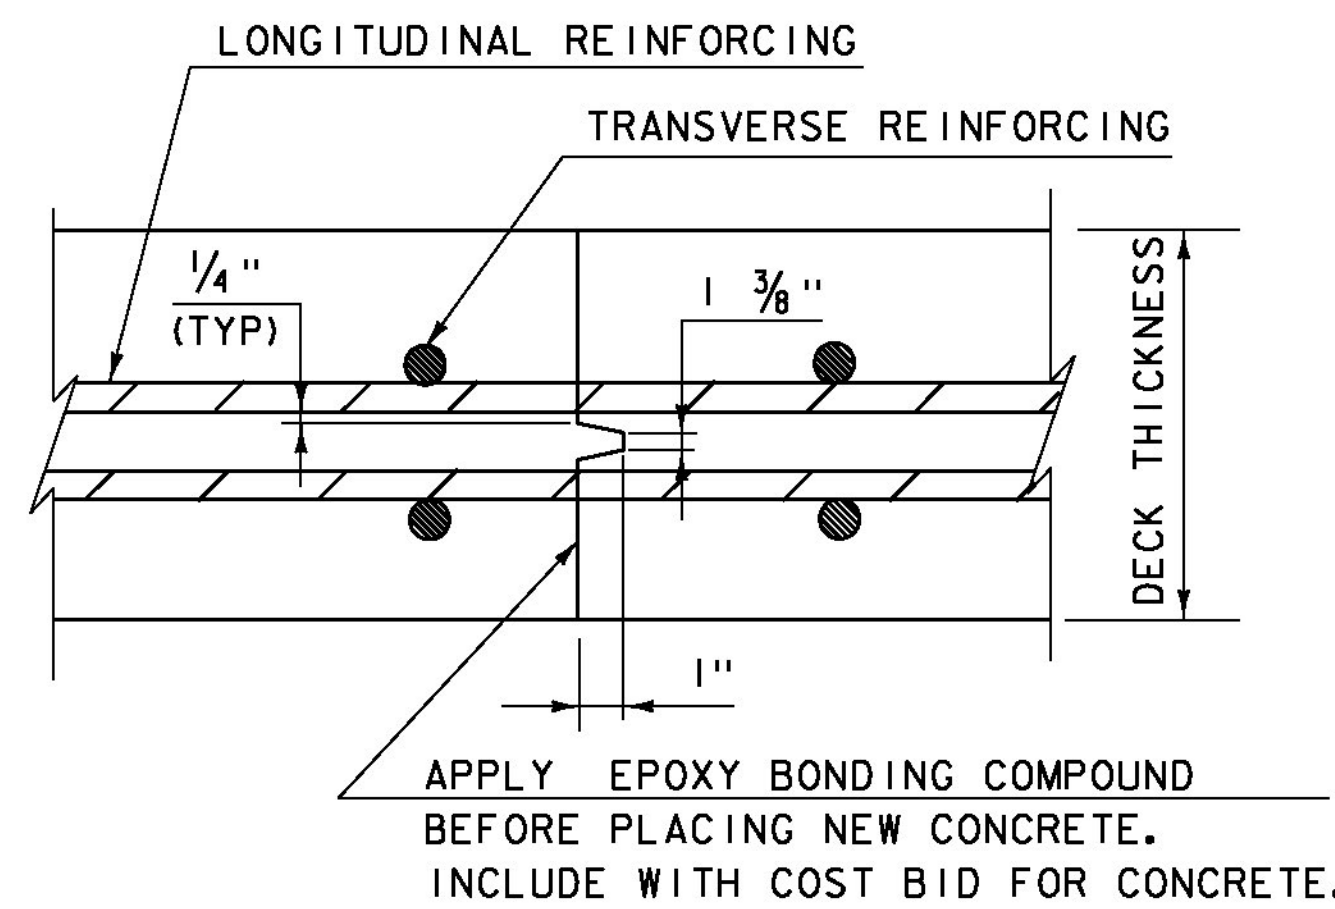 LONGITUDINAL REINFORCING
TRANSVERSE REINFORCING
1/4"
(TYP)
1 3/8"
DECK THICKNESS
1"
APPLY EPOXY BONDING COMPOUND
BEFORE PLACING NEW CONCRETE.
INCLUDE WITH COST BID FOR CONCRETE.